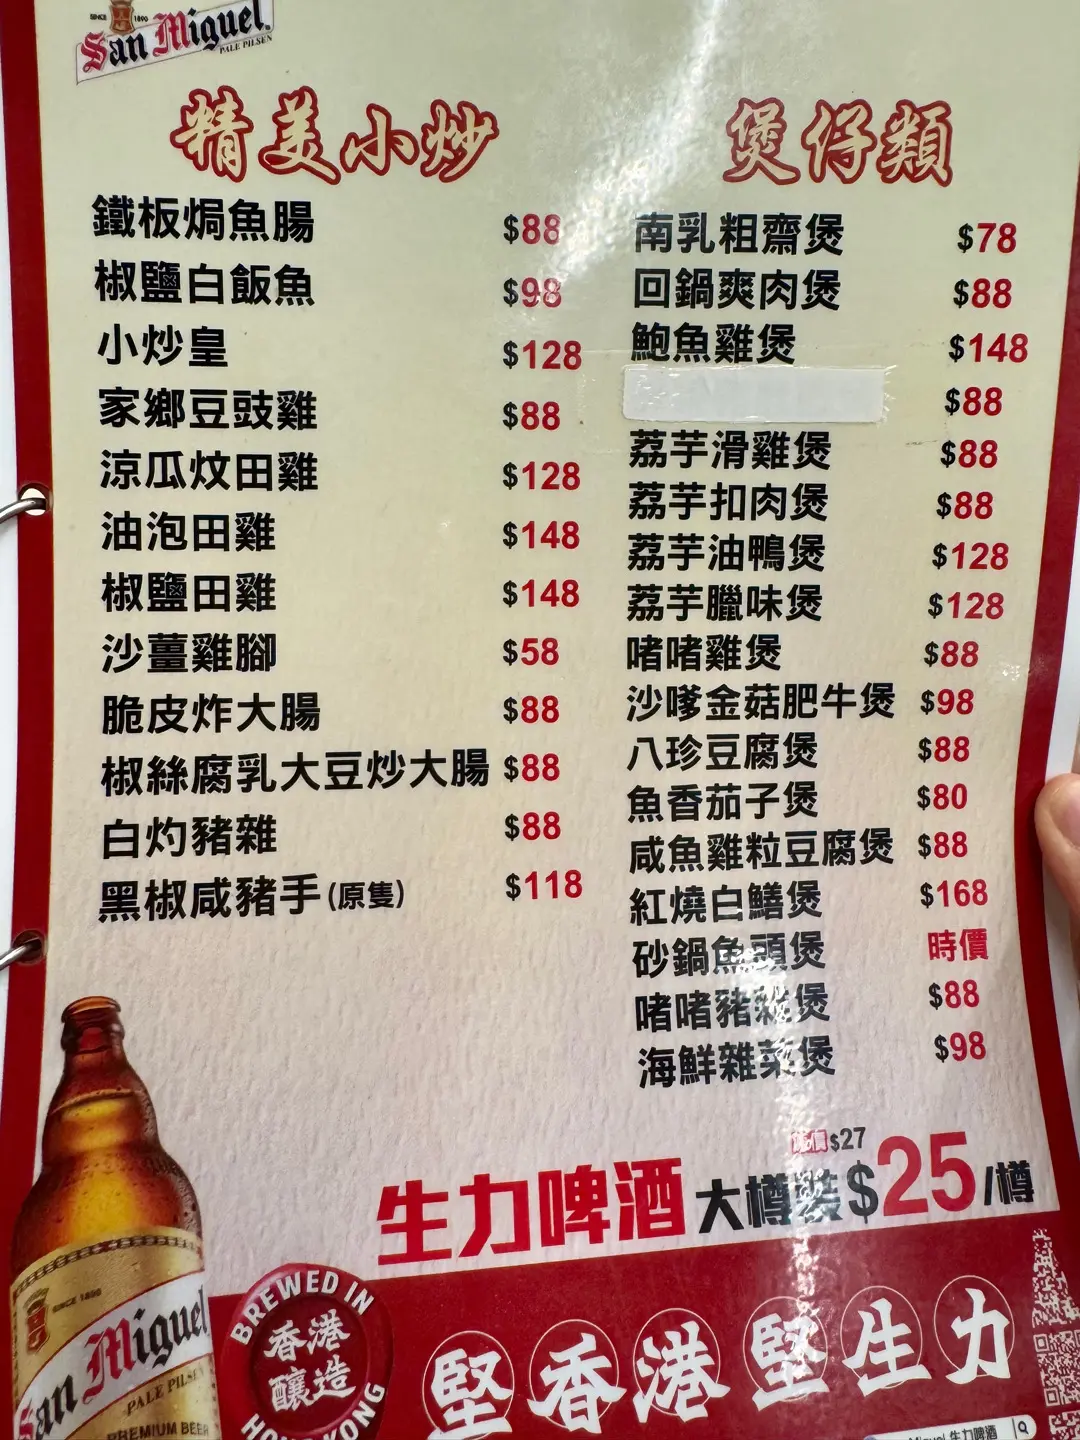 SINCE 1890
San Miguel
PALE PILSEN
精美小炒
鐵板焗魚腸 $88
椒鹽白飯魚 $98
小炒皇 $128
家鄉豆豉雞 $88
涼瓜炆田雞 $128
油泡田雞 $148
椒鹽田雞 $148
沙薑雞腳 $58
脆皮炸大腸 $88
椒絲腐乳大豆炒大腸 $88
白灼豬雜 $88
黑椒咸豬手(原隻) $118
煲仔類
南乳粗齋煲 $78
回鍋爽肉煲 $88
鮑魚雞煲 $148
$88
荔芋滑雞煲 $88
荔芋扣肉煲 $88
荔芋油鴨煲 $128
荔芋臘味煲 $128
啫啫雞煲 $88
沙嗲金菇肥牛煲 $98
八珍豆腐煲 $88
魚香茄子煲 $80
咸魚雞粒豆腐煲 $88
紅燒白鱔煲 $168
砂鍋魚頭煲 時價
啫啫豬雜煲 $88
海鮮雜菜煲 $98
$27
生力啤酒 大樽裝 $25/樽
BREWED IN
香港
釀造
HONG KONG
堅香港 堅生力
SINCE 1890
San Miguel
PALE PILSEN
PREMIUM BEER
Miguel 生力啤酒